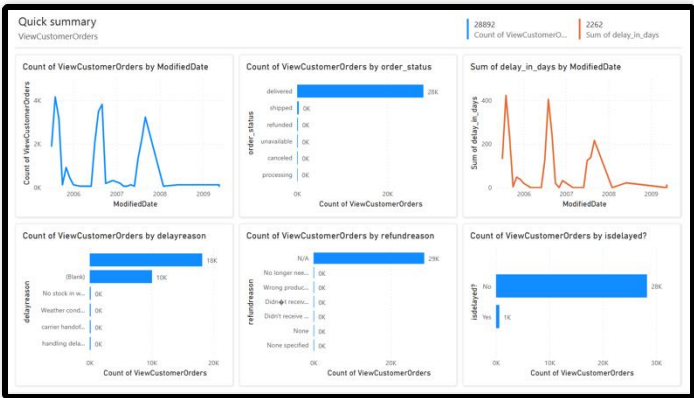 Quick summary
ViewCustomerOrders
28892
Count of ViewCustomerO...
2262
Sum of delay_in_days
Count of ViewCustomerOrders by ModifiedDate
Count of ViewCustomerOrders
4K
2K
0K
2006 2007 2008 2009
ModifiedDate
Count of ViewCustomerOrders by order_status
order_status
delivered 28K
shipped 0K
refunded 0K
unavailable 0K
canceled 0K
processing 0K
0K 20K
Count of ViewCustomerOrders
Sum of delay_in_days by ModifiedDate
Sum of delay_in_days
400
200
0
2006 2007 2008 2009
ModifiedDate
Count of ViewCustomerOrders by delayreason
delayreason
18K
(Blank) 10K
No stock in w... 0K
Weather cond... 0K
carrier handof... 0K
handling dela... 0K
0K 10K 20K
Count of ViewCustomerOrders
Count of ViewCustomerOrders by refundreason
refundreason
N/A 29K
No longer nee... 0K
Wrong produc... 0K
Didn�t receiv... 0K
Didn't receive ... 0K
None 0K
None specified 0K
0K 20K
Count of ViewCustomerOrders
Count of ViewCustomerOrders by isdelayed?
isdelayed?
No 28K
Yes 1K
0K 10K 20K 30K
Count of ViewCustomerOrders